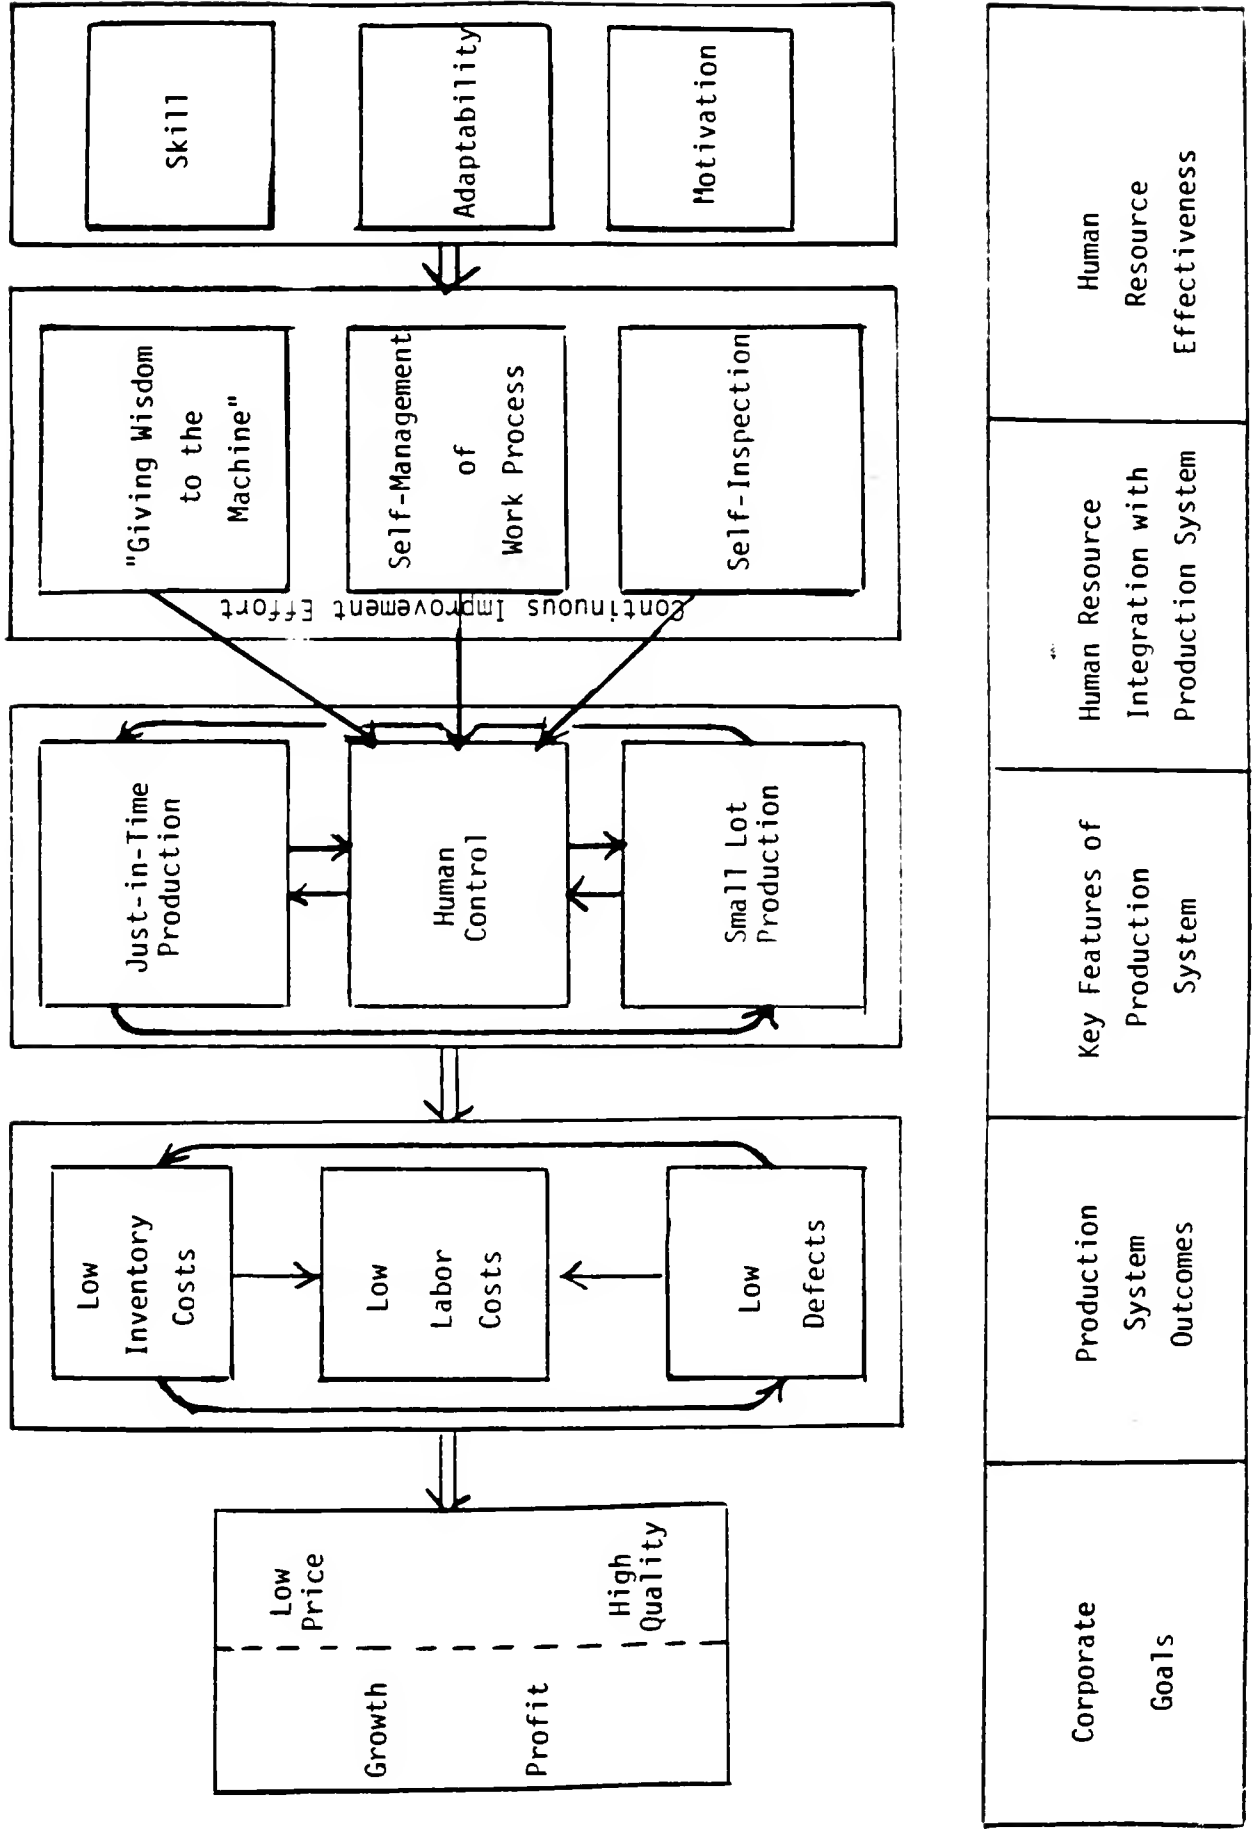 Growth
Profit
Low
Price
High
Quality
Low
Inventory
Costs
Low
Labor
Costs
Low
Defects
Just-in-Time
Production
Human
Control
Small Lot
Production
"Giving Wisdom
to the
Machine"
Self-Management
of
Work Process
Self-Inspection
Continuous Improvement Effort
Skill
Adaptability
Motivation
Corporate
Goals
Production
System
Outcomes
Key Features of
Production
System
Human Resource
Integration with
Production System
Human
Resource
Effectiveness